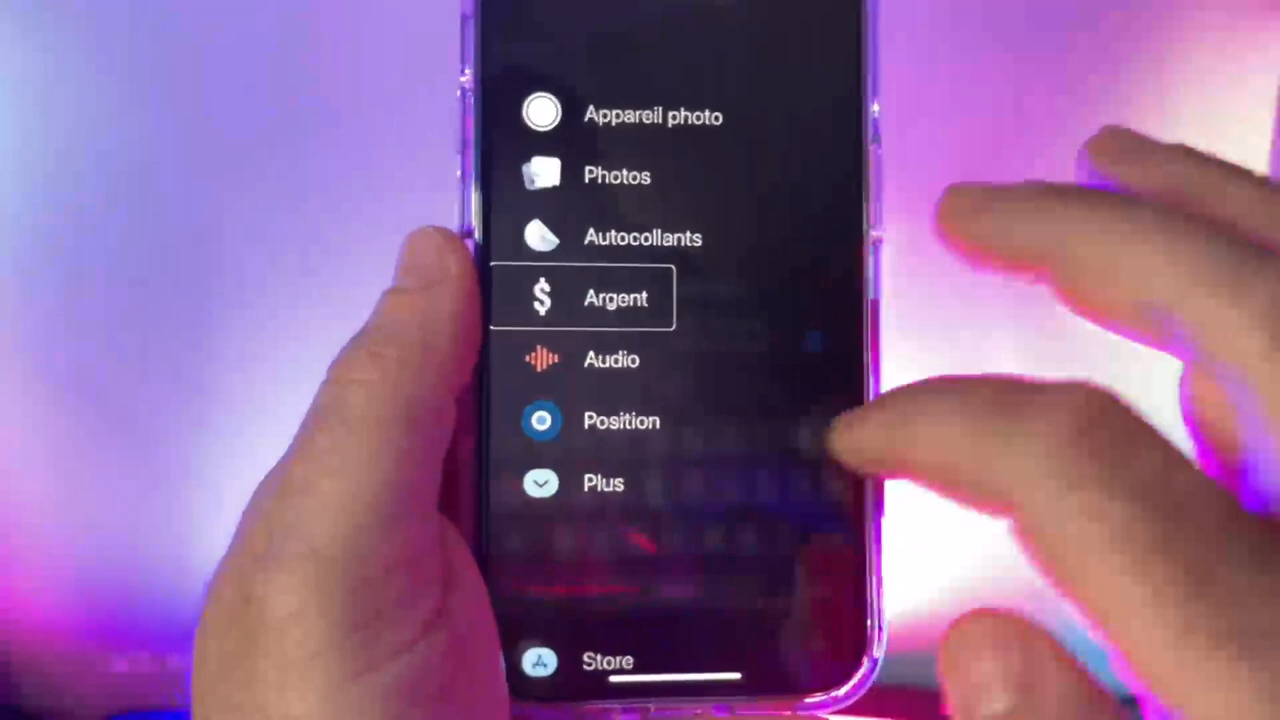 Appareil photo
Photos
Autocollants
$ Argent
Audio
Position
Plus
Store